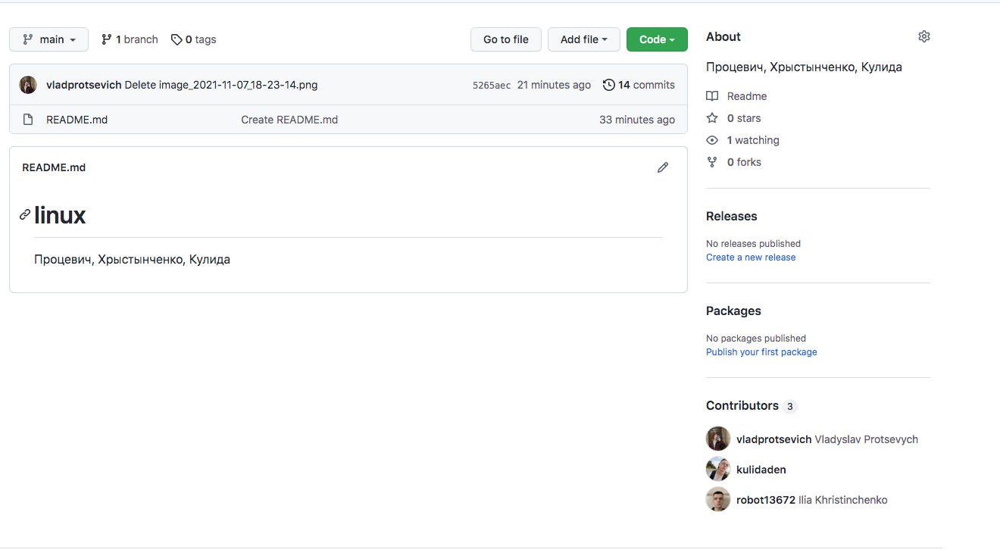 main 1 branch 0 tags Go to file Add file Code
vladprotsevich Delete image_2021-11-07_18-23-14.png 5265aec 21 minutes ago 14 commits
README.md Create README.md 33 minutes ago
README.md
linux
Процевич, Хрыстынченко, Кулида
About
Процевич, Хрыстынченко, Кулида
Readme
0 stars
1 watching
0 forks
Releases
No releases published
Create a new release
Packages
No packages published
Publish your first package
Contributors 3
vladprotsevich Vladyslav Protsevych
kulidaden
robot13672 Ilia Khristinchenko